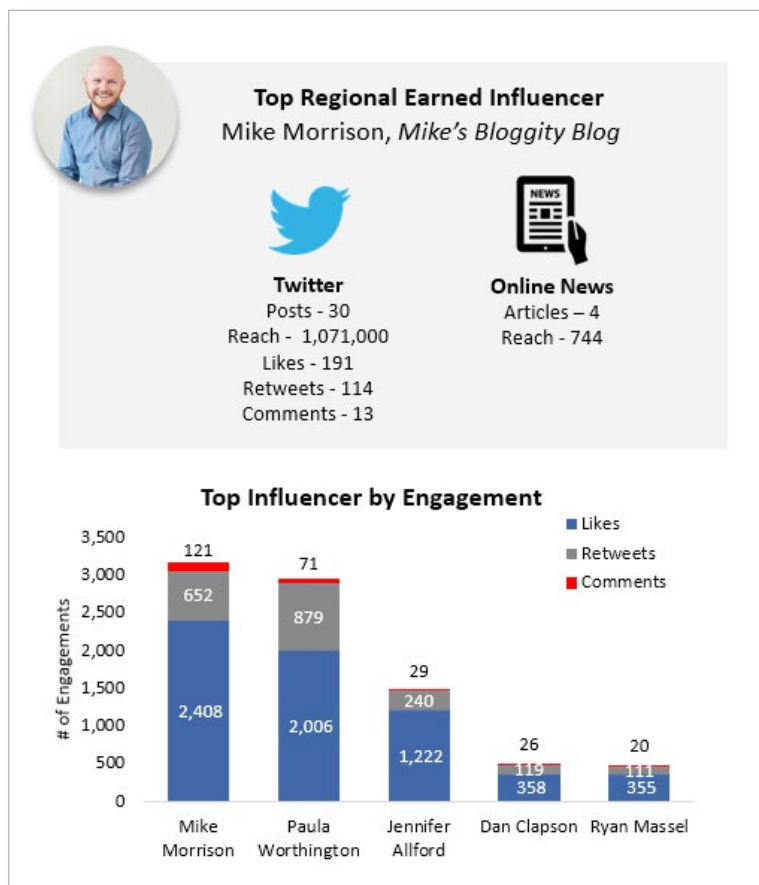 Top Regional Earned Influencer
Mike Morrison, Mike's Bloggity Blog
NEWS
Twitter
Posts - 30
Reach - 1,071,000
Likes - 191
Retweets - 114
Comments - 13
Online News
Articles – 4
Reach - 744
Top Influencer by Engagement
Likes
Retweets
Comments
# of Engagements
3,500
3,000
2,500
2,000
1,500
1,000
500
0
121
652
2,408
71
879
2,006
29
240
1,222
26
119
358
20
111
355
Mike
Morrison
Paula
Worthington
Jennifer
Allford
Dan Clapson
Ryan Massel